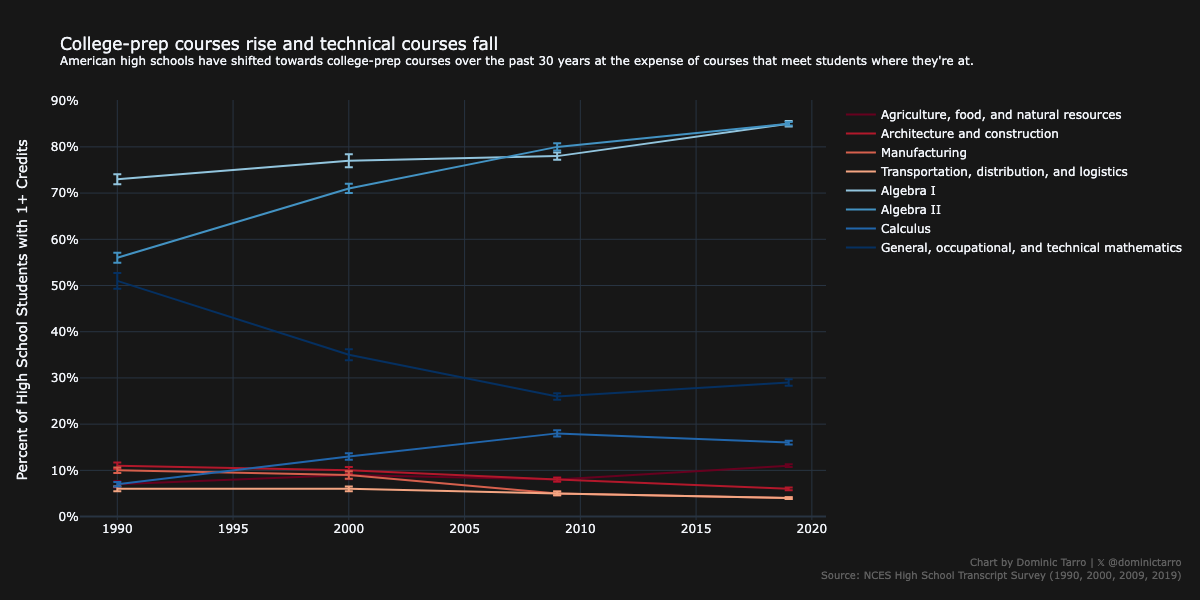 College-prep courses rise and technical courses fall
American high schools have shifted towards college-prep courses over the past 30 years at the expense of courses that meet students where they're at.
Percent of High School Students with 1+ Credits
90%
80%
70%
60%
50%
40%
30%
20%
10%
0%
1990
1995
2000
2005
2010
2015
2020
Agriculture, food, and natural resources
Architecture and construction
Manufacturing
Transportation, distribution, and logistics
Algebra I
Algebra II
Calculus
General, occupational, and technical mathematics
Chart by Dominic Tarro | 𝕏 @dominictarro
Source: NCES High School Transcript Survey (1990, 2000, 2009, 2019)